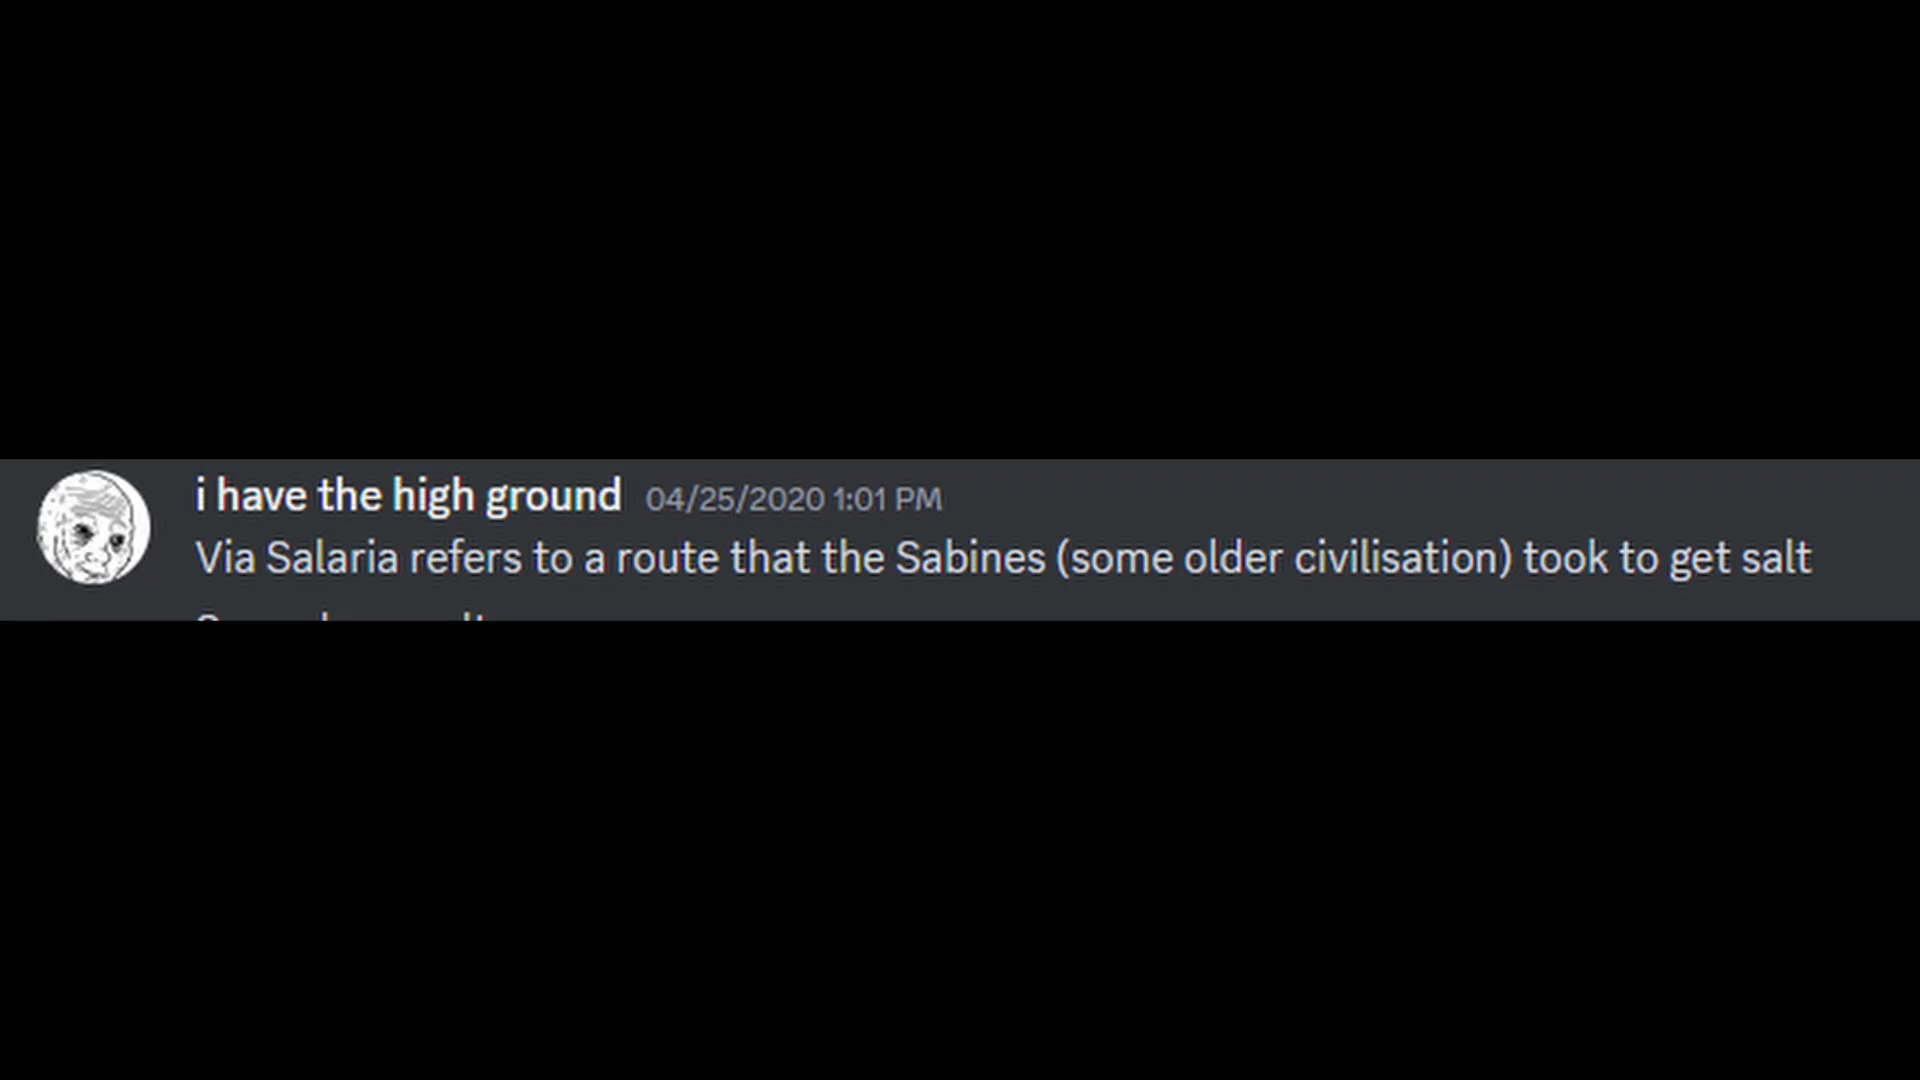 i have the high ground 04/25/2020 1:01 PM
Via Salaria refers to a route that the Sabines (some older civilisation) took to get salt